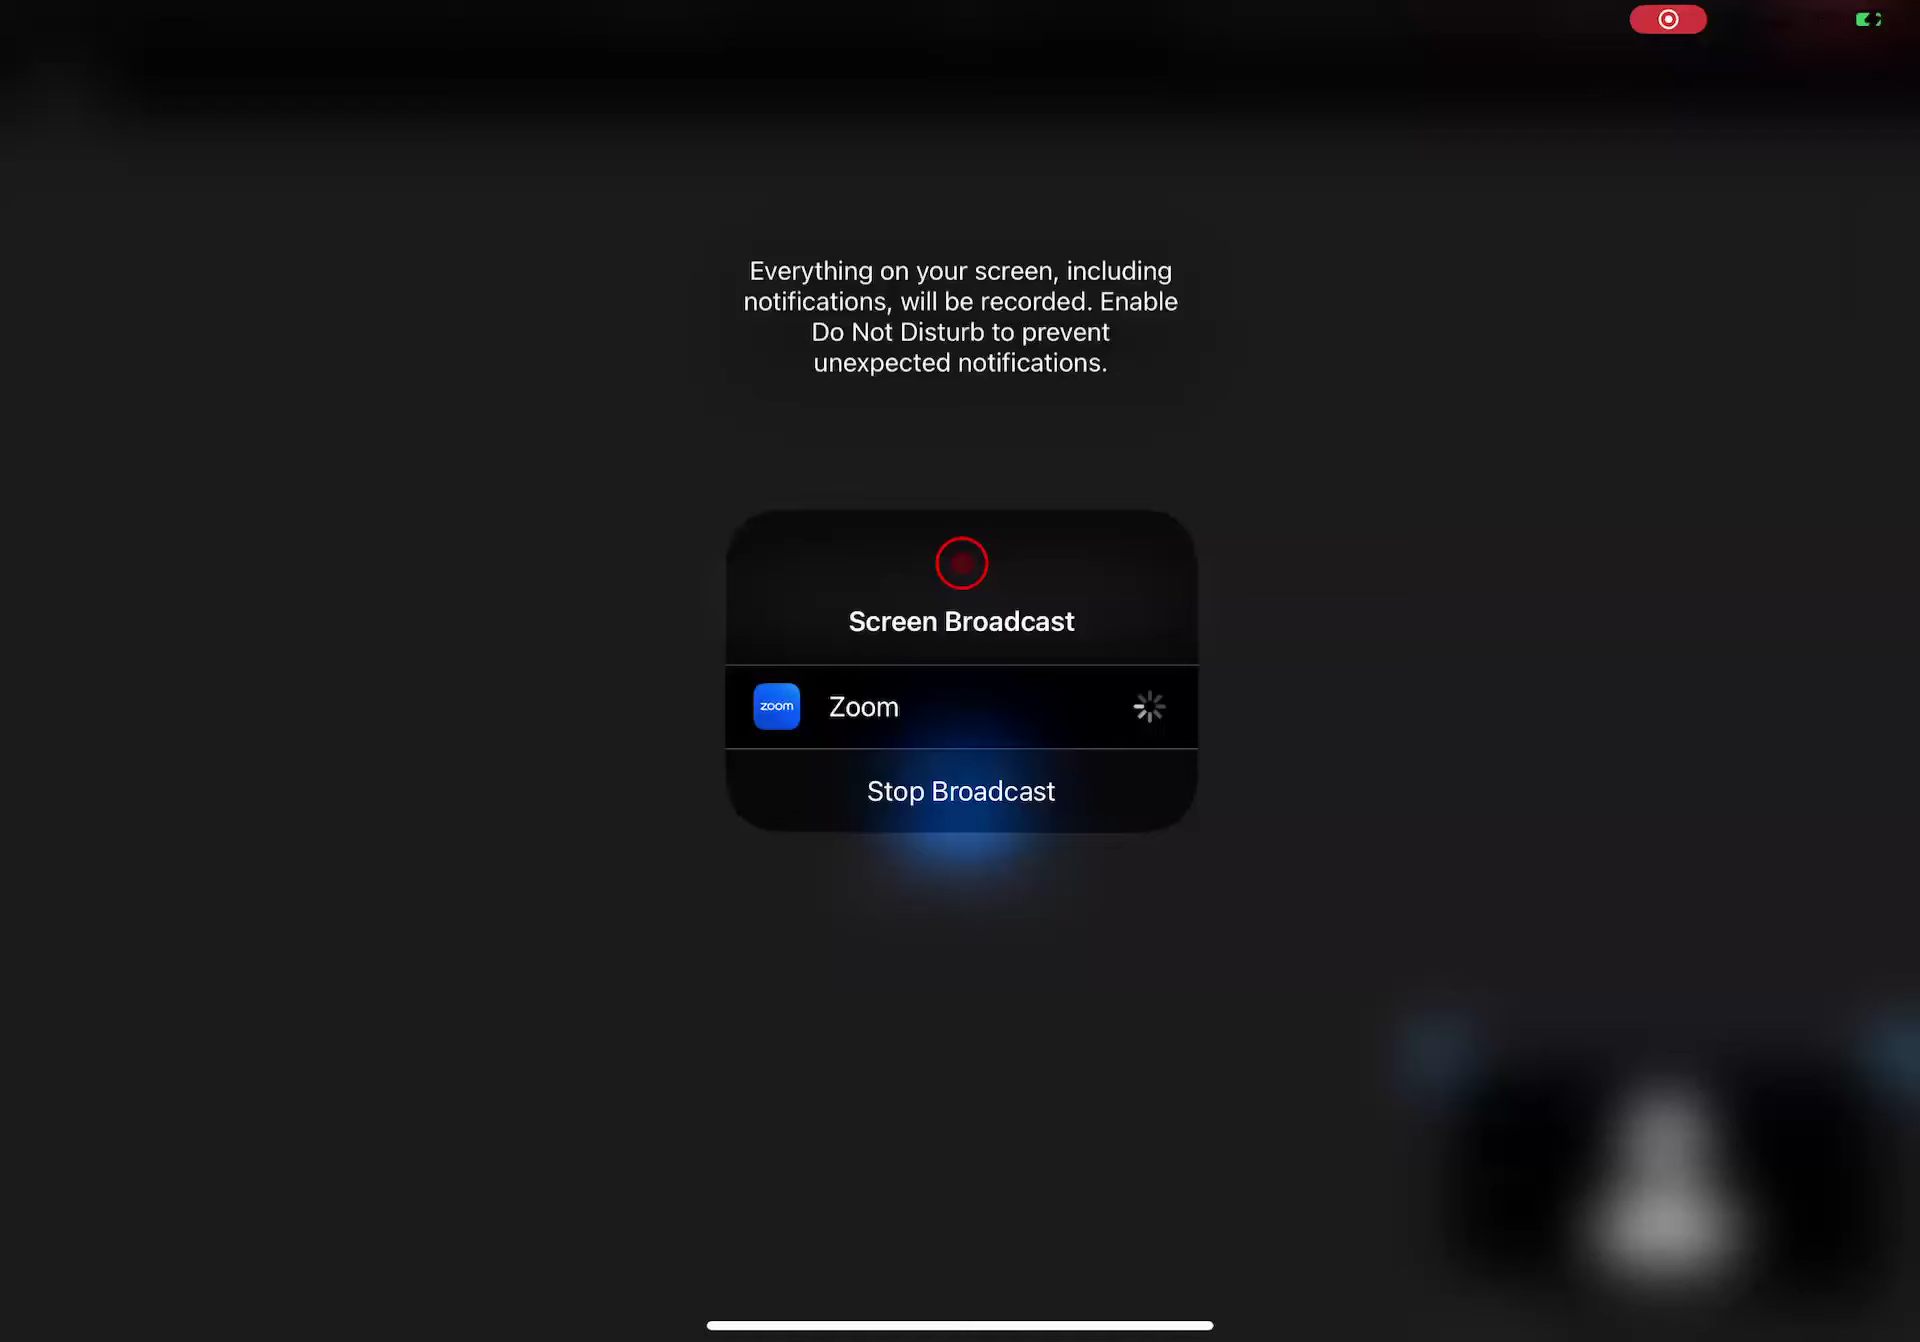 Everything on your screen, including
notifications, will be recorded. Enable
Do Not Disturb to prevent
unexpected notifications.
Screen Broadcast
zoom Zoom
Stop Broadcast